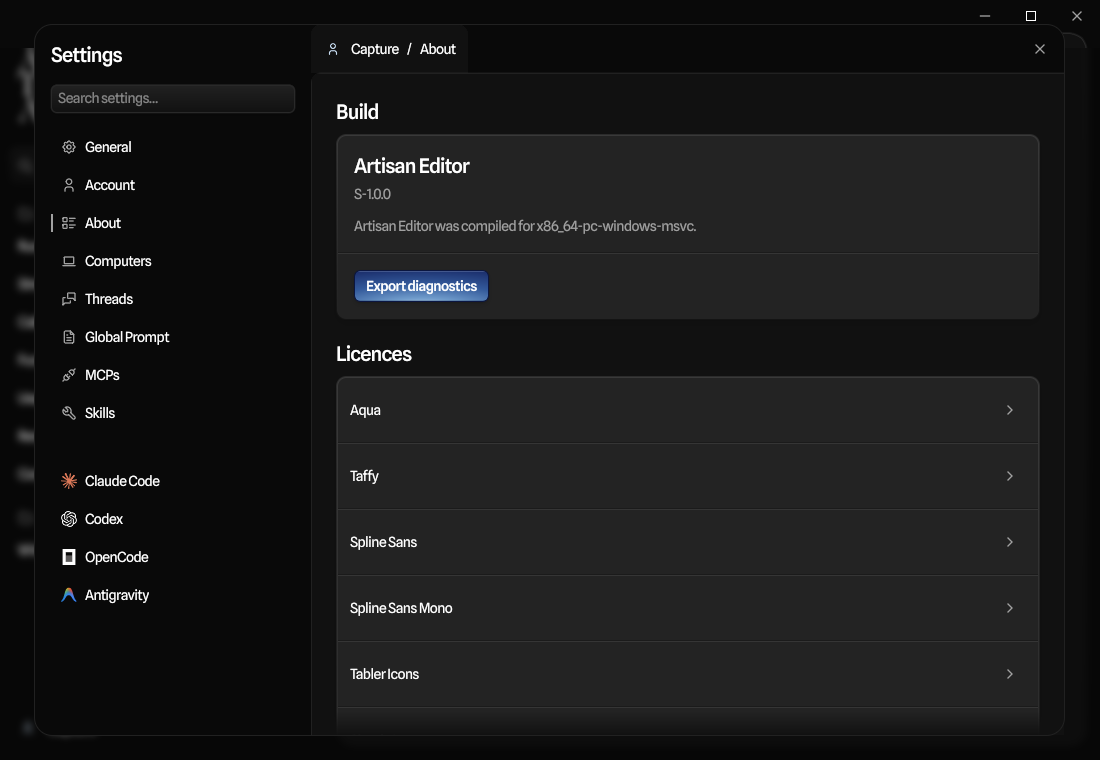 Settings
Search settings...
General
Account
About
Computers
Threads
Global Prompt
MCPs
Skills
Claude Code
Codex
OpenCode
Antigravity
Capture / About
Build
Artisan Editor
S-1.0.0
Artisan Editor was compiled for x86_64-pc-windows-msvc.
Export diagnostics
Licences
Aqua
Taffy
Spline Sans
Spline Sans Mono
Tabler Icons